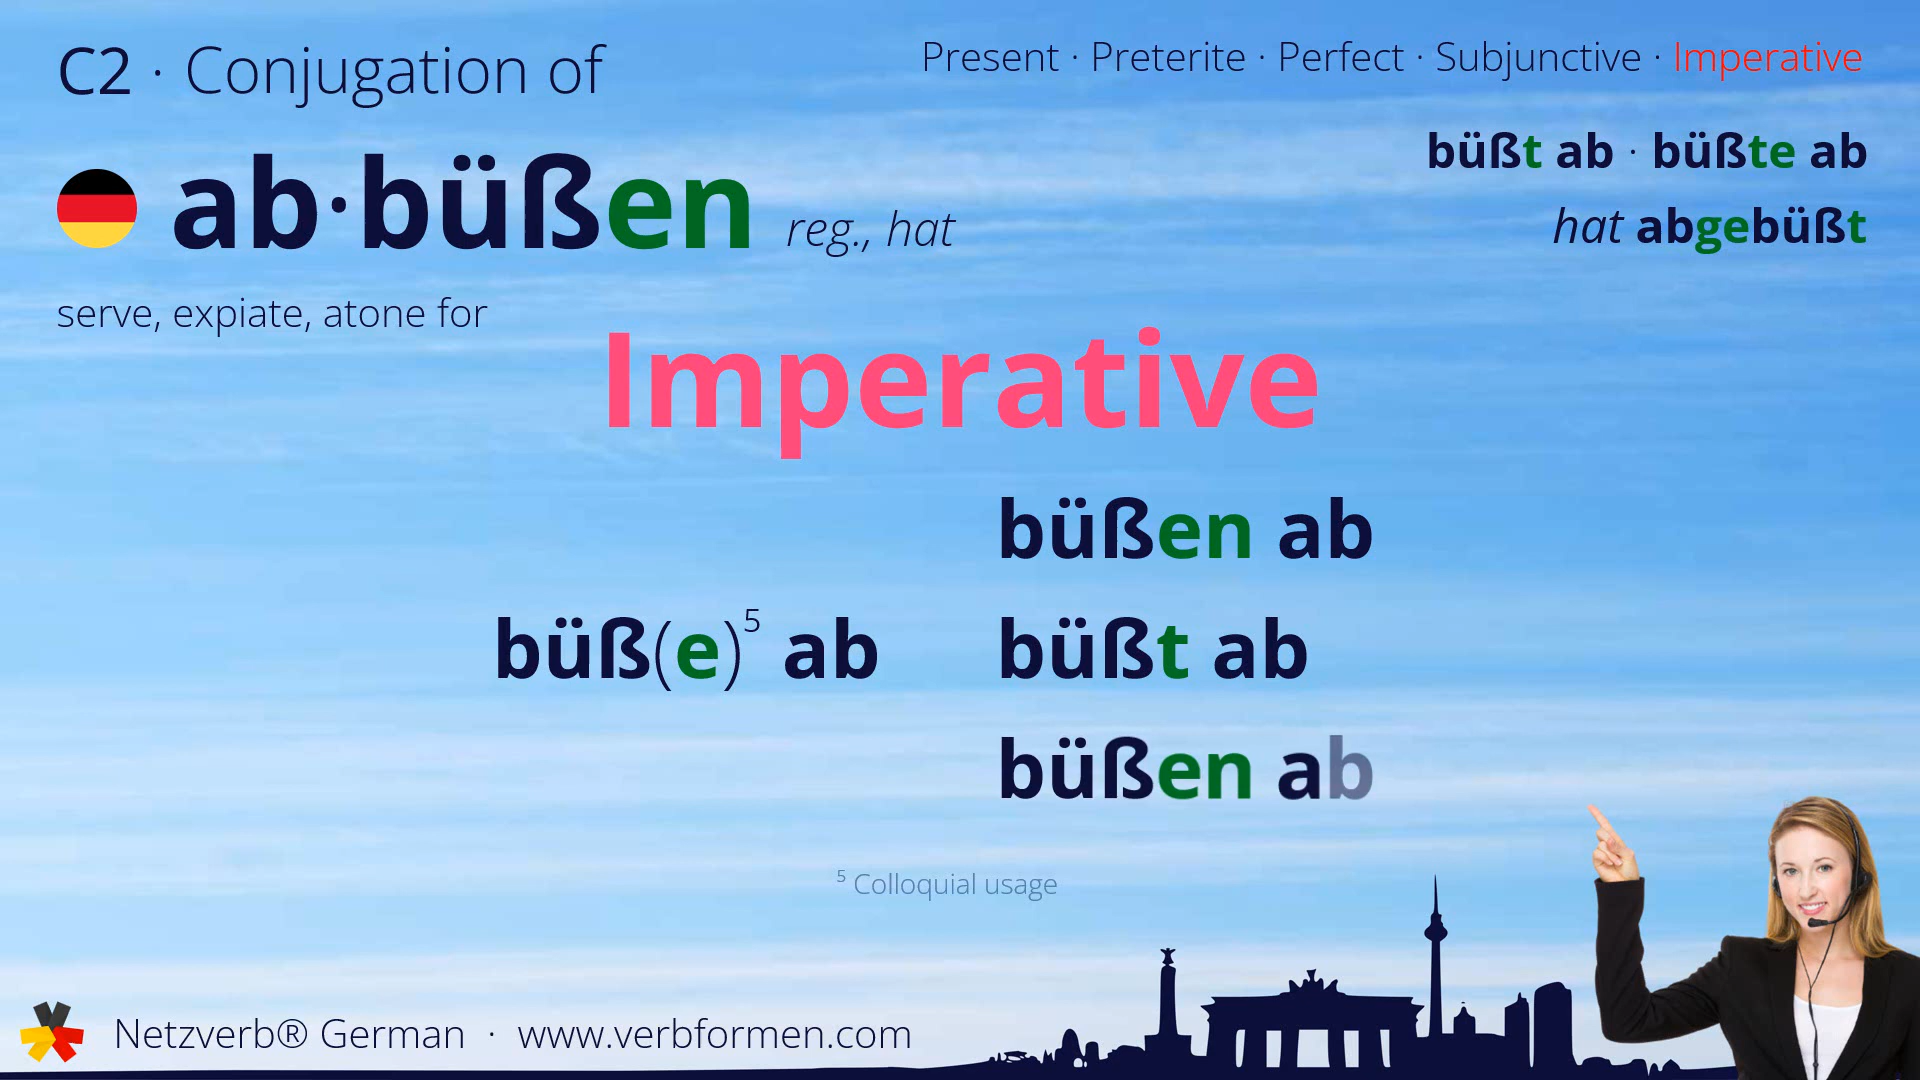 C2 · Conjugation of
Present · Preterite · Perfect · Subjunctive · Imperative
ab·büßen reg., hat
büßt ab · büßte ab
hat abgebüßt
serve, expiate, atone for
Imperative
büßen ab
büß(e)⁵ ab
büßt ab
büßen ab
⁵ Colloquial usage
Netzverb® German · www.verbformen.com